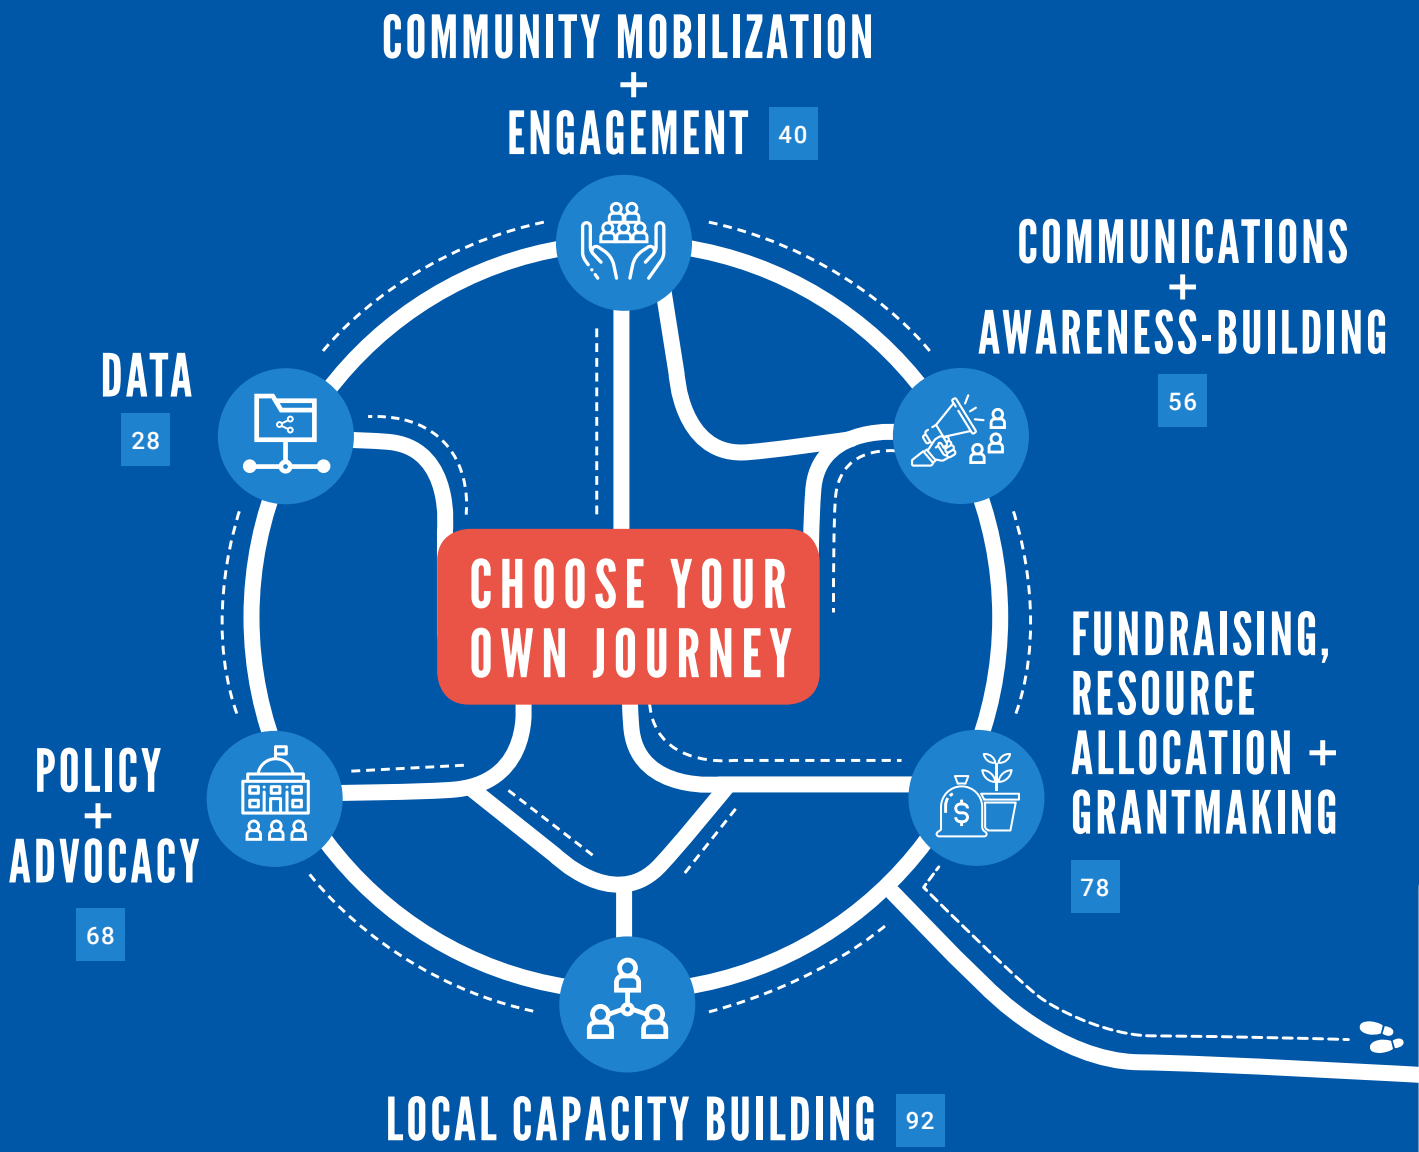 COMMUNITY MOBILIZATION
+
ENGAGEMENT 40
COMMUNICATIONS
+
AWARENESS-BUILDING
56
DATA
28
CHOOSE YOUR
OWN JOURNEY
FUNDRAISING,
RESOURCE
ALLOCATION +
GRANTMAKING
78
POLICY
+
ADVOCACY
68
$
LOCAL CAPACITY BUILDING 92